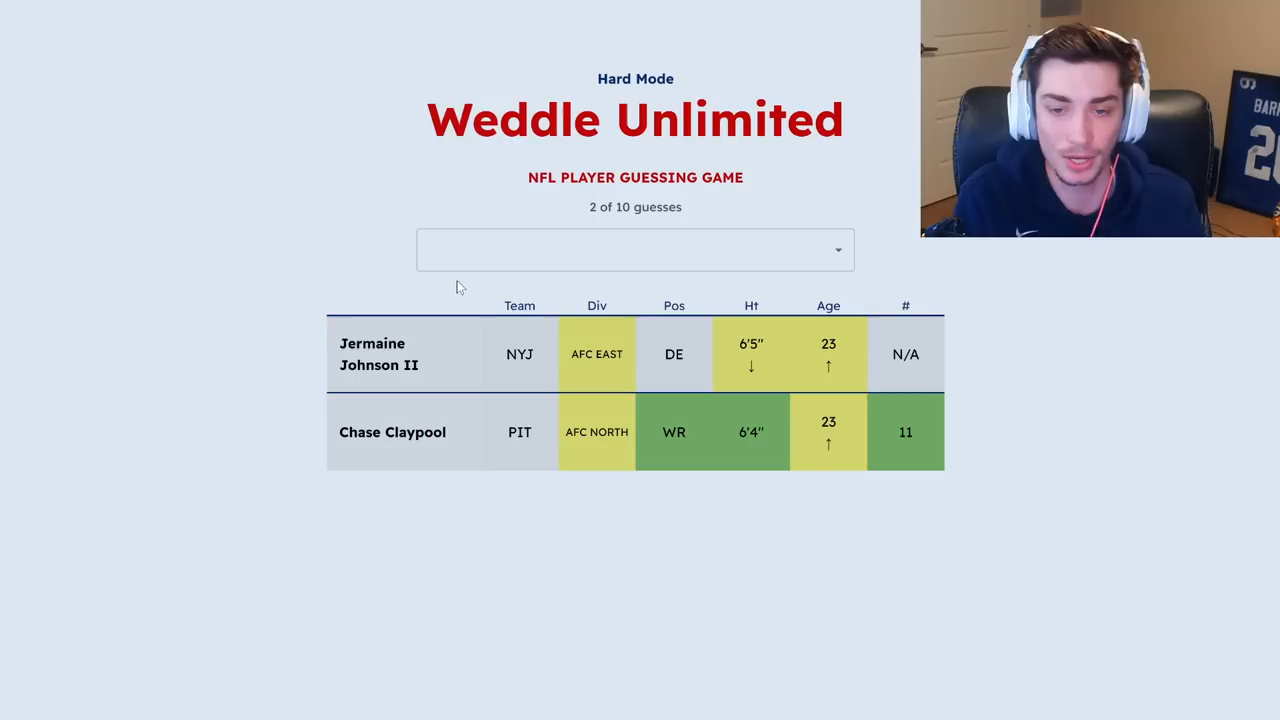 Hard Mode
Weddle Unlimited
NFL PLAYER GUESSING GAME
2 of 10 guesses
Team Div Pos Ht Age #
Jermaine Johnson II NYJ AFC EAST DE 6'5" ↓ 23 ↑ N/A
Chase Claypool PIT AFC NORTH WR 6'4" 23 ↑ 11